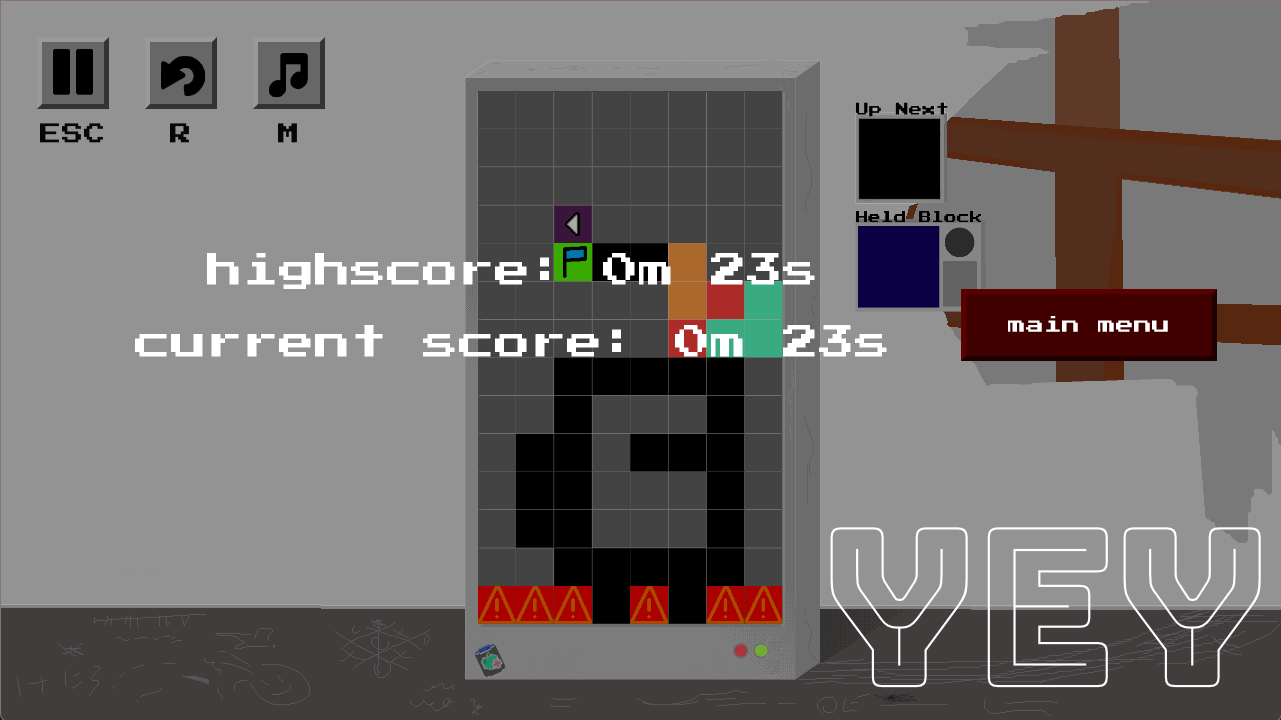 ESC R M
Up Next
Held Block
highscore: 0m 23s
current score: 0m 23s
main menu
YEY